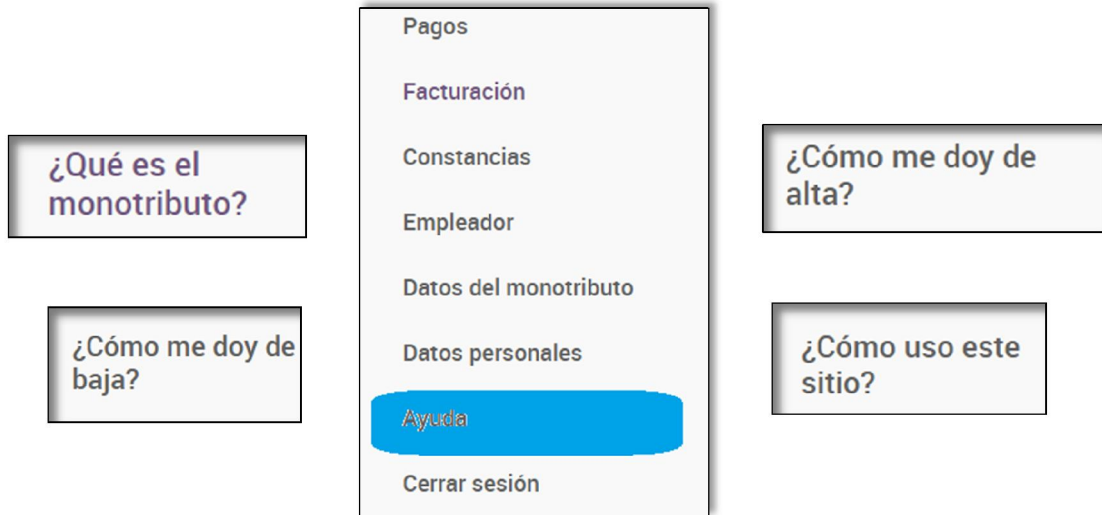 Pagos
Facturación
Constancias
Empleador
Datos del monotributo
Datos personales
Ayuda
Cerrar sesión
¿Qué es el
monotributo?
¿Cómo me doy de
baja?
¿Cómo me doy de
alta?
¿Cómo uso este
sitio?